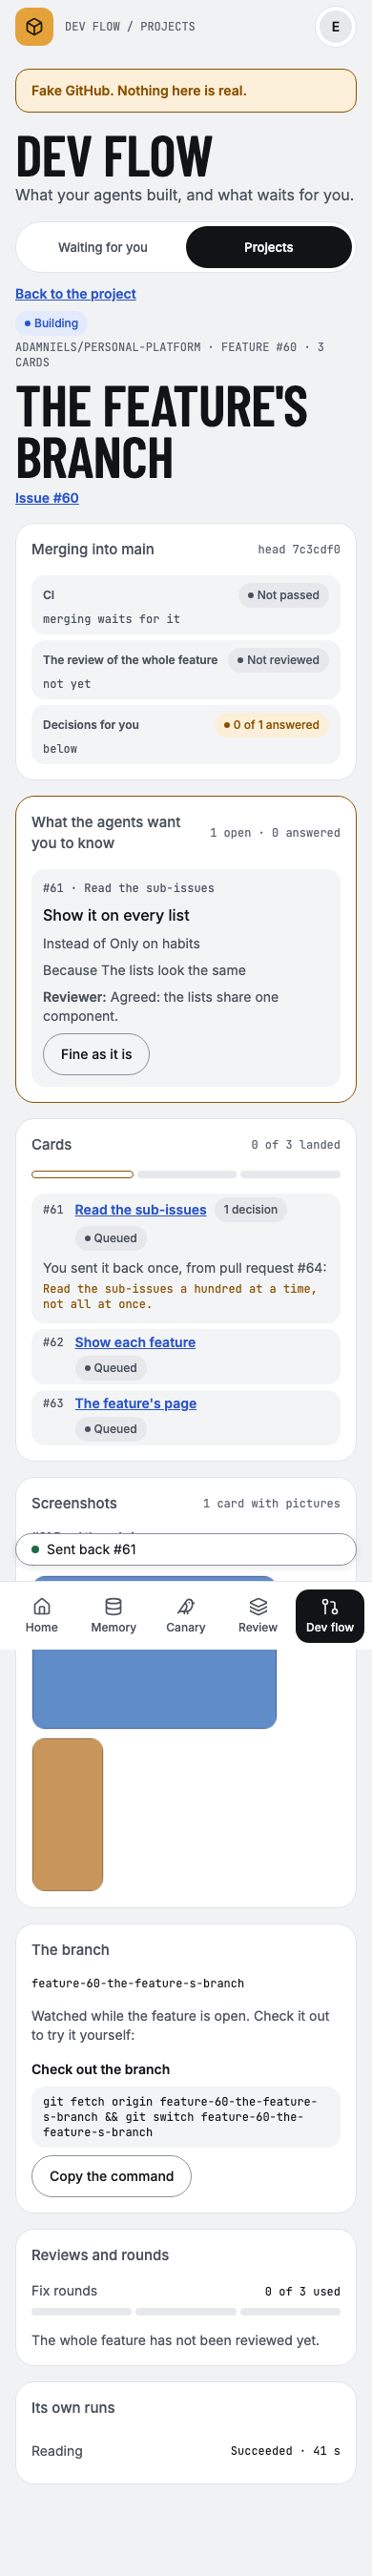 DEV FLOW / PROJECTS
E
Fake GitHub. Nothing here is real.
DEV FLOW
What your agents built, and what waits for you.
Waiting for you
Projects
Back to the project
Building
ADAMNIELS/PERSONAL-PLATFORM · FEATURE #60 · 3
CARDS
THE FEATURE'S
BRANCH
Issue #60
Merging into main
head 7c3cdf0
CI
Not passed
merging waits for it
The review of the whole feature
Not reviewed
not yet
Decisions for you
0 of 1 answered
below
What the agents want
you to know
1 open · 0 answered
#61 · Read the sub-issues
Show it on every list
Instead of Only on habits
Because The lists look the same
Reviewer: Agreed: the lists share one
component.
Fine as it is
Cards
0 of 3 landed
#61 Read the sub-issues 1 decision
Queued
You sent it back once, from pull request #64:
Read the sub-issues a hundred at a time,
not all at once.
#62 Show each feature
Queued
#63 The feature's page
Queued
Screenshots
1 card with pictures
Sent back #61
Home
Memory
Canary
Review
Dev flow
The branch
feature-60-the-feature-s-branch
Watched while the feature is open. Check it out
to try it yourself:
Check out the branch
git fetch origin feature-60-the-feature-
s-branch && git switch feature-60-the-
feature-s-branch
Copy the command
Reviews and rounds
Fix rounds
0 of 3 used
The whole feature has not been reviewed yet.
Its own runs
Reading
Succeeded · 41 s